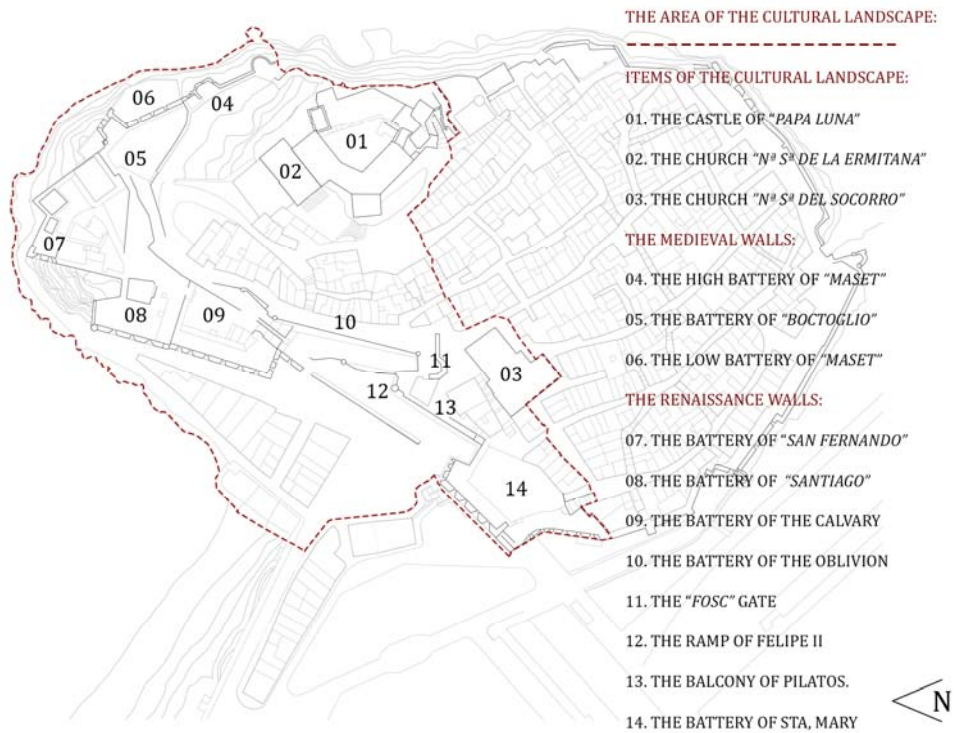 THE AREA OF THE CULTURAL LANDSCAPE:
ITEMS OF THE CULTURAL LANDSCAPE:
01. THE CASTLE OF "PAPA LUNA"
02. THE CHURCH "Nª Sª DE LA ERMITANA"
03. THE CHURCH "Nª Sª DEL SOCORRO"
THE MEDIEVAL WALLS:
04. THE HIGH BATTERY OF "MASET"
05. THE BATTERY OF "BOCTOGLIO"
06. THE LOW BATTERY OF "MASET"
THE RENAISSANCE WALLS:
07. THE BATTERY OF "SAN FERNANDO"
08. THE BATTERY OF "SANTIAGO"
09. THE BATTERY OF THE CALVARY
10. THE BATTERY OF THE OBLIVION
11. THE "FOSC" GATE
12. THE RAMP OF FELIPE II
13. THE BALCONY OF PILATOS.
14. THE BATTERY OF STA, MARY
N
06
04
01
05
02
07
08
09
10
11
03
12
13
14